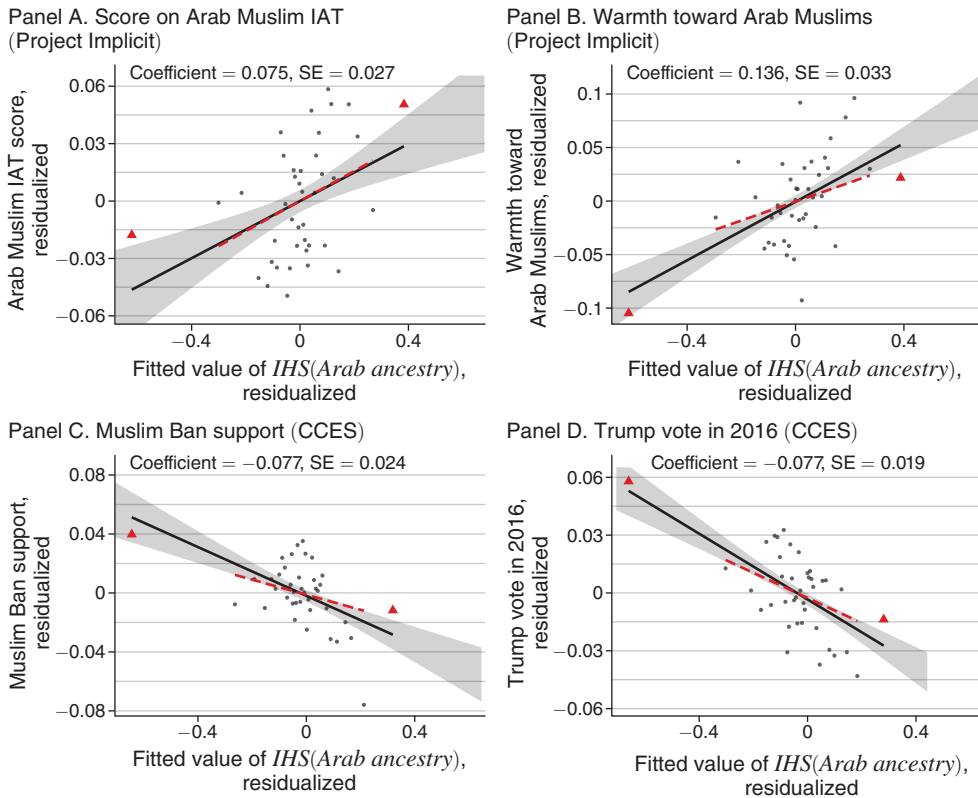 Panel A. Score on Arab Muslim IAT
(Project Implicit)
Coefficient = 0.075, SE = 0.027
0.06
0.03
0
−0.03
−0.06
Arab Muslim IAT score,
residualized
−0.4
0
0.4
Fitted value of IHS(Arab ancestry),
residualized
Panel B. Warmth toward Arab Muslims
(Project Implicit)
Coefficient = 0.136, SE = 0.033
0.1
0.05
0
−0.05
−0.1
Warmth toward
Arab Muslims, residualized
−0.4
0
0.4
Fitted value of IHS(Arab ancestry),
residualized
Panel C. Muslim Ban support (CCES)
Coefficient = −0.077, SE = 0.024
0.08
0.04
0
−0.04
−0.08
Muslim Ban support,
residualized
−0.4
0
0.4
Fitted value of IHS(Arab ancestry),
residualized
Panel D. Trump vote in 2016 (CCES)
Coefficient = −0.077, SE = 0.019
0.06
0.03
0
−0.03
−0.06
Trump vote in 2016,
residualized
−0.4
0
0.4
Fitted value of IHS(Arab ancestry),
residualized